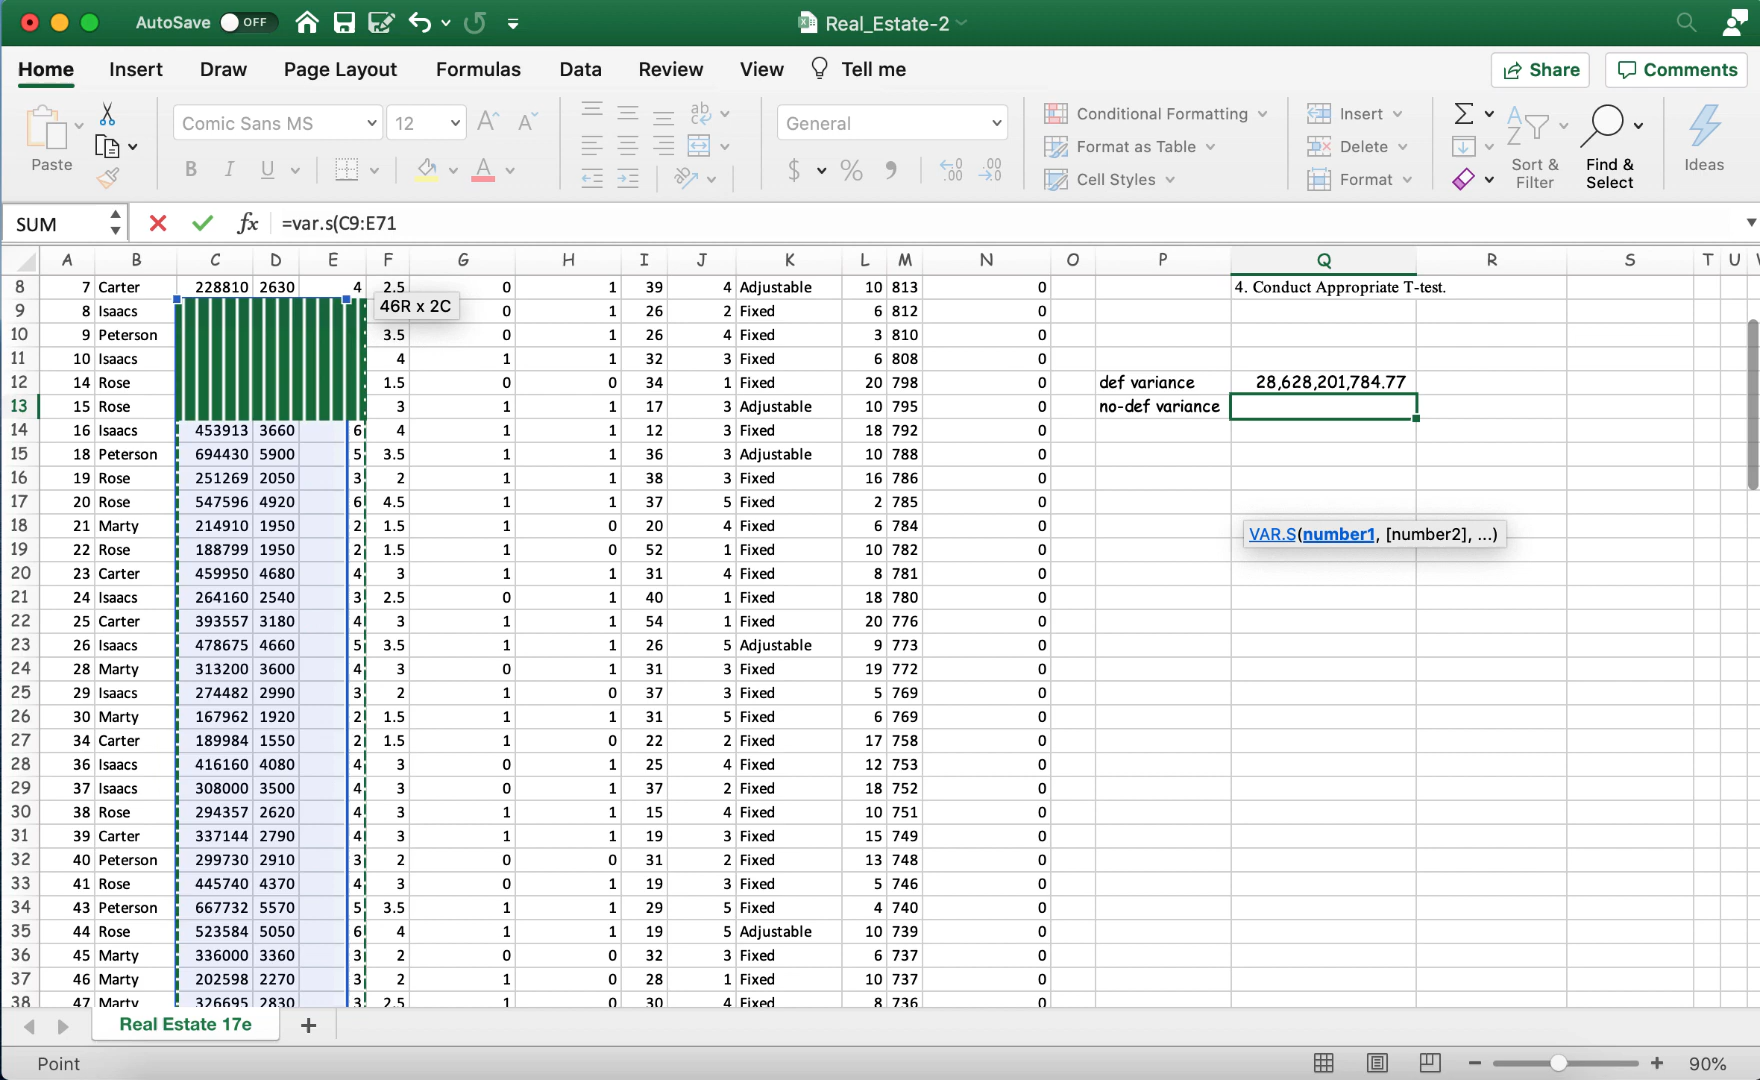 AutoSave OFF Real_Estate-2
Home Insert Draw Page Layout Formulas Data Review View Tell me Share Comments
Comic Sans MS 12 ab General Conditional Formatting Insert
Format as Table Delete
Paste B I U A $ % Cell Styles Format Sort & Filter Find & Select Ideas
SUM fx =var.s(C9:E71
A B C D E F G H I J K L M N O P Q R S T U
8 7 Carter 228810 2630 4 2.5 0 1 39 4 Adjustable 10 813 0 4. Conduct Appropriate T-test.
9 8 Isaacs 46R x 2C 0 1 26 2 Fixed 6 812 0
10 9 Peterson 3.5 0 1 26 4 Fixed 3 810 0
11 10 Isaacs 4 1 1 32 3 Fixed 6 808 0
12 14 Rose 1.5 0 0 34 1 Fixed 20 798 0 def variance 28,628,201,784.77
13 15 Rose 3 1 1 17 3 Adjustable 10 795 0 no-def variance
14 16 Isaacs 453913 3660 6 4 1 1 12 3 Fixed 18 792 0
15 18 Peterson 694430 5900 5 3.5 1 1 36 3 Adjustable 10 788 0
16 19 Rose 251269 2050 3 2 1 1 38 3 Fixed 16 786 0
17 20 Rose 547596 4920 6 4.5 1 1 37 5 Fixed 2 785 0
18 21 Marty 214910 1950 2 1.5 1 0 20 4 Fixed 6 784 0 VAR.S(number1, [number2], ...)
19 22 Rose 188799 1950 2 1.5 1 0 52 1 Fixed 10 782 0
20 23 Carter 459950 4680 4 3 1 1 31 4 Fixed 8 781 0
21 24 Isaacs 264160 2540 3 2.5 0 1 40 1 Fixed 18 780 0
22 25 Carter 393557 3180 4 3 1 1 54 1 Fixed 20 776 0
23 26 Isaacs 478675 4660 5 3.5 1 1 26 5 Adjustable 9 773 0
24 28 Marty 313200 3600 4 3 0 1 31 3 Fixed 19 772 0
25 29 Isaacs 274482 2990 3 2 1 0 37 3 Fixed 5 769 0
26 30 Marty 167962 1920 2 1.5 1 1 31 5 Fixed 6 769 0
27 34 Carter 189984 1550 2 1.5 1 0 22 2 Fixed 17 758 0
28 36 Isaacs 416160 4080 4 3 0 1 25 4 Fixed 12 753 0
29 37 Isaacs 308000 3500 4 3 0 1 37 2 Fixed 18 752 0
30 38 Rose 294357 2620 4 3 1 1 15 4 Fixed 10 751 0
31 39 Carter 337144 2790 4 3 1 1 19 3 Fixed 15 749 0
32 40 Peterson 299730 2910 3 2 0 0 31 2 Fixed 13 748 0
33 41 Rose 445740 4370 4 3 0 1 19 3 Fixed 5 746 0
34 43 Peterson 667732 5570 5 3.5 1 1 29 5 Fixed 4 740 0
35 44 Rose 523584 5050 6 4 1 1 19 5 Adjustable 10 739 0
36 45 Marty 336000 3360 3 2 0 0 32 3 Fixed 6 737 0
37 46 Marty 202598 2270 3 2 1 0 28 1 Fixed 10 737 0
38 47 Marty 326695 2830 3 2.5 1 0 30 4 Fixed 8 736 0
Real Estate 17e +
Point 90%